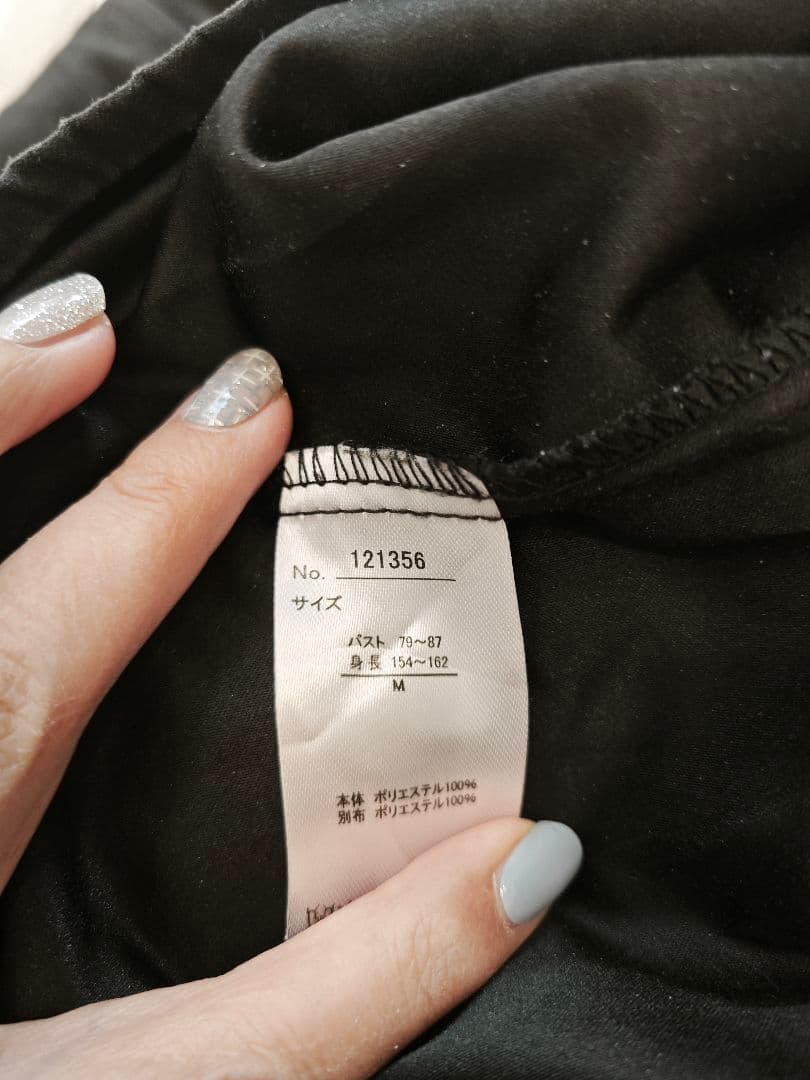 No. 121356
サイズ
バスト 79〜87
身長 154〜162
M
本体 ポリエステル100%
別布 ポリエステル100%